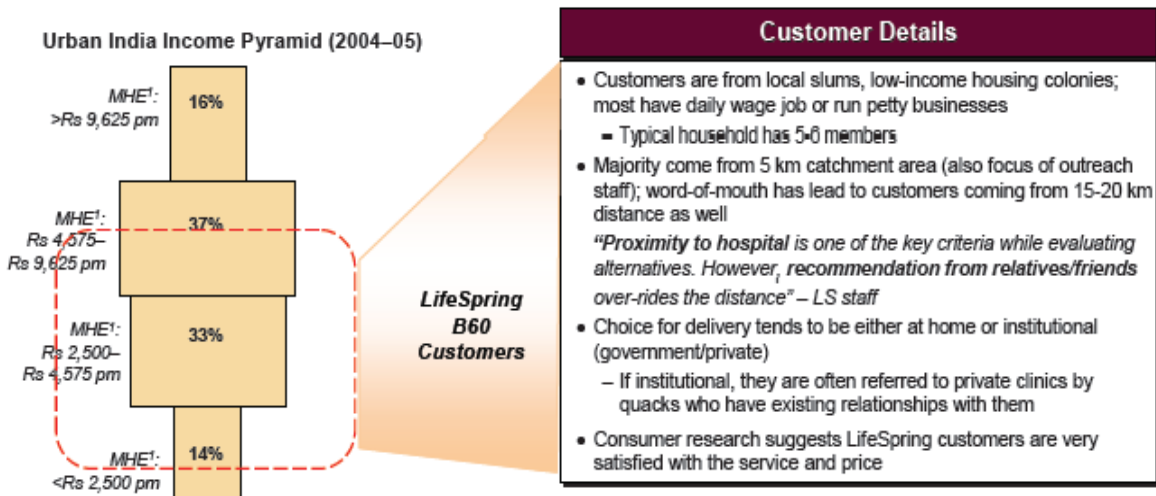 Urban India Income Pyramid (2004–05)
MHE¹:
>Rs 9,625 pm
16%
MHE¹:
Rs 4,575–
Rs 9,625 pm
37%
MHE¹:
Rs 2,500–
Rs 4,575 pm
33%
MHE¹:
<Rs 2,500 pm
14%
LifeSpring
B60
Customers
Customer Details
• Customers are from local slums, low-income housing colonies;
most have daily wage job or run petty businesses
– Typical household has 5-6 members
• Majority come from 5 km catchment area (also focus of outreach
staff); word-of-mouth has lead to customers coming from 15-20 km
distance as well
“Proximity to hospital is one of the key criteria while evaluating
alternatives. However, recommendation from relatives/friends
over-rides the distance” – LS staff
• Choice for delivery tends to be either at home or institutional
(government/private)
– If institutional, they are often referred to private clinics by
quacks who have existing relationships with them
• Consumer research suggests LifeSpring customers are very
satisfied with the service and price